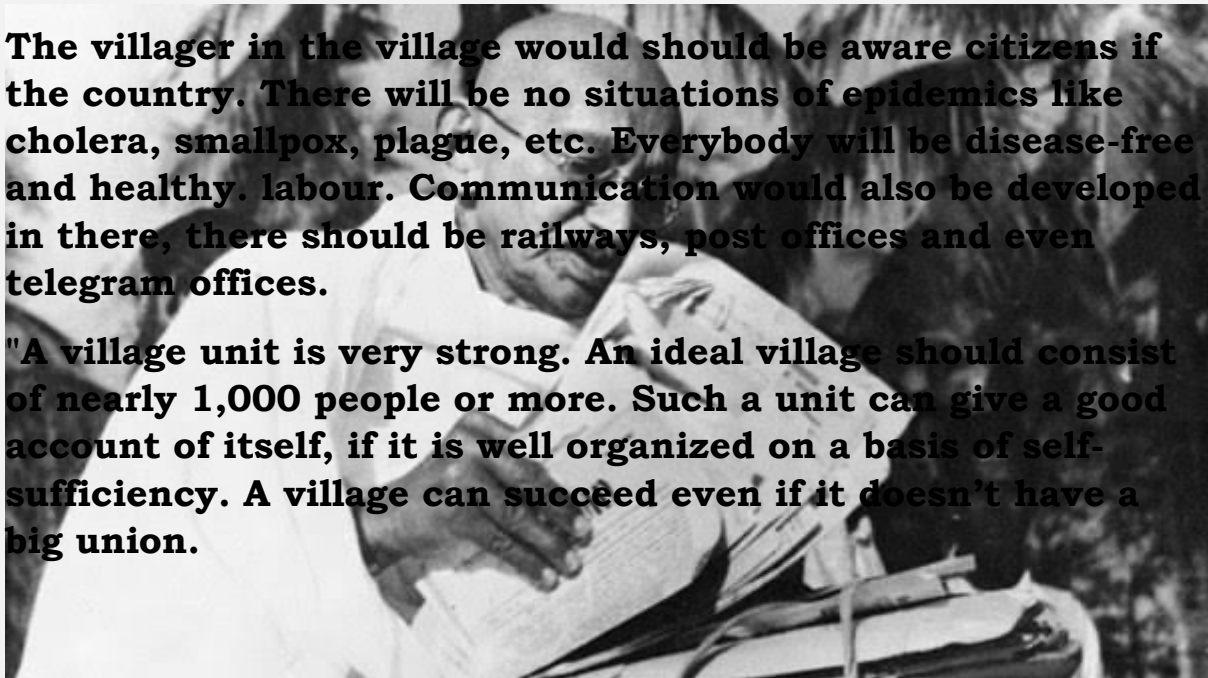 The villager in the village would should be aware citizens if
the country. There will be no situations of epidemics like
cholera, smallpox, plague, etc. Everybody will be disease-free
and healthy. labour. Communication would also be developed
in there, there should be railways, post offices and even
telegram offices.
"A village unit is very strong. An ideal village should consist
of nearly 1,000 people or more. Such a unit can give a good
account of itself, if it is well organized on a basis of self-
sufficiency. A village can succeed even if it doesn’t have a
big union.